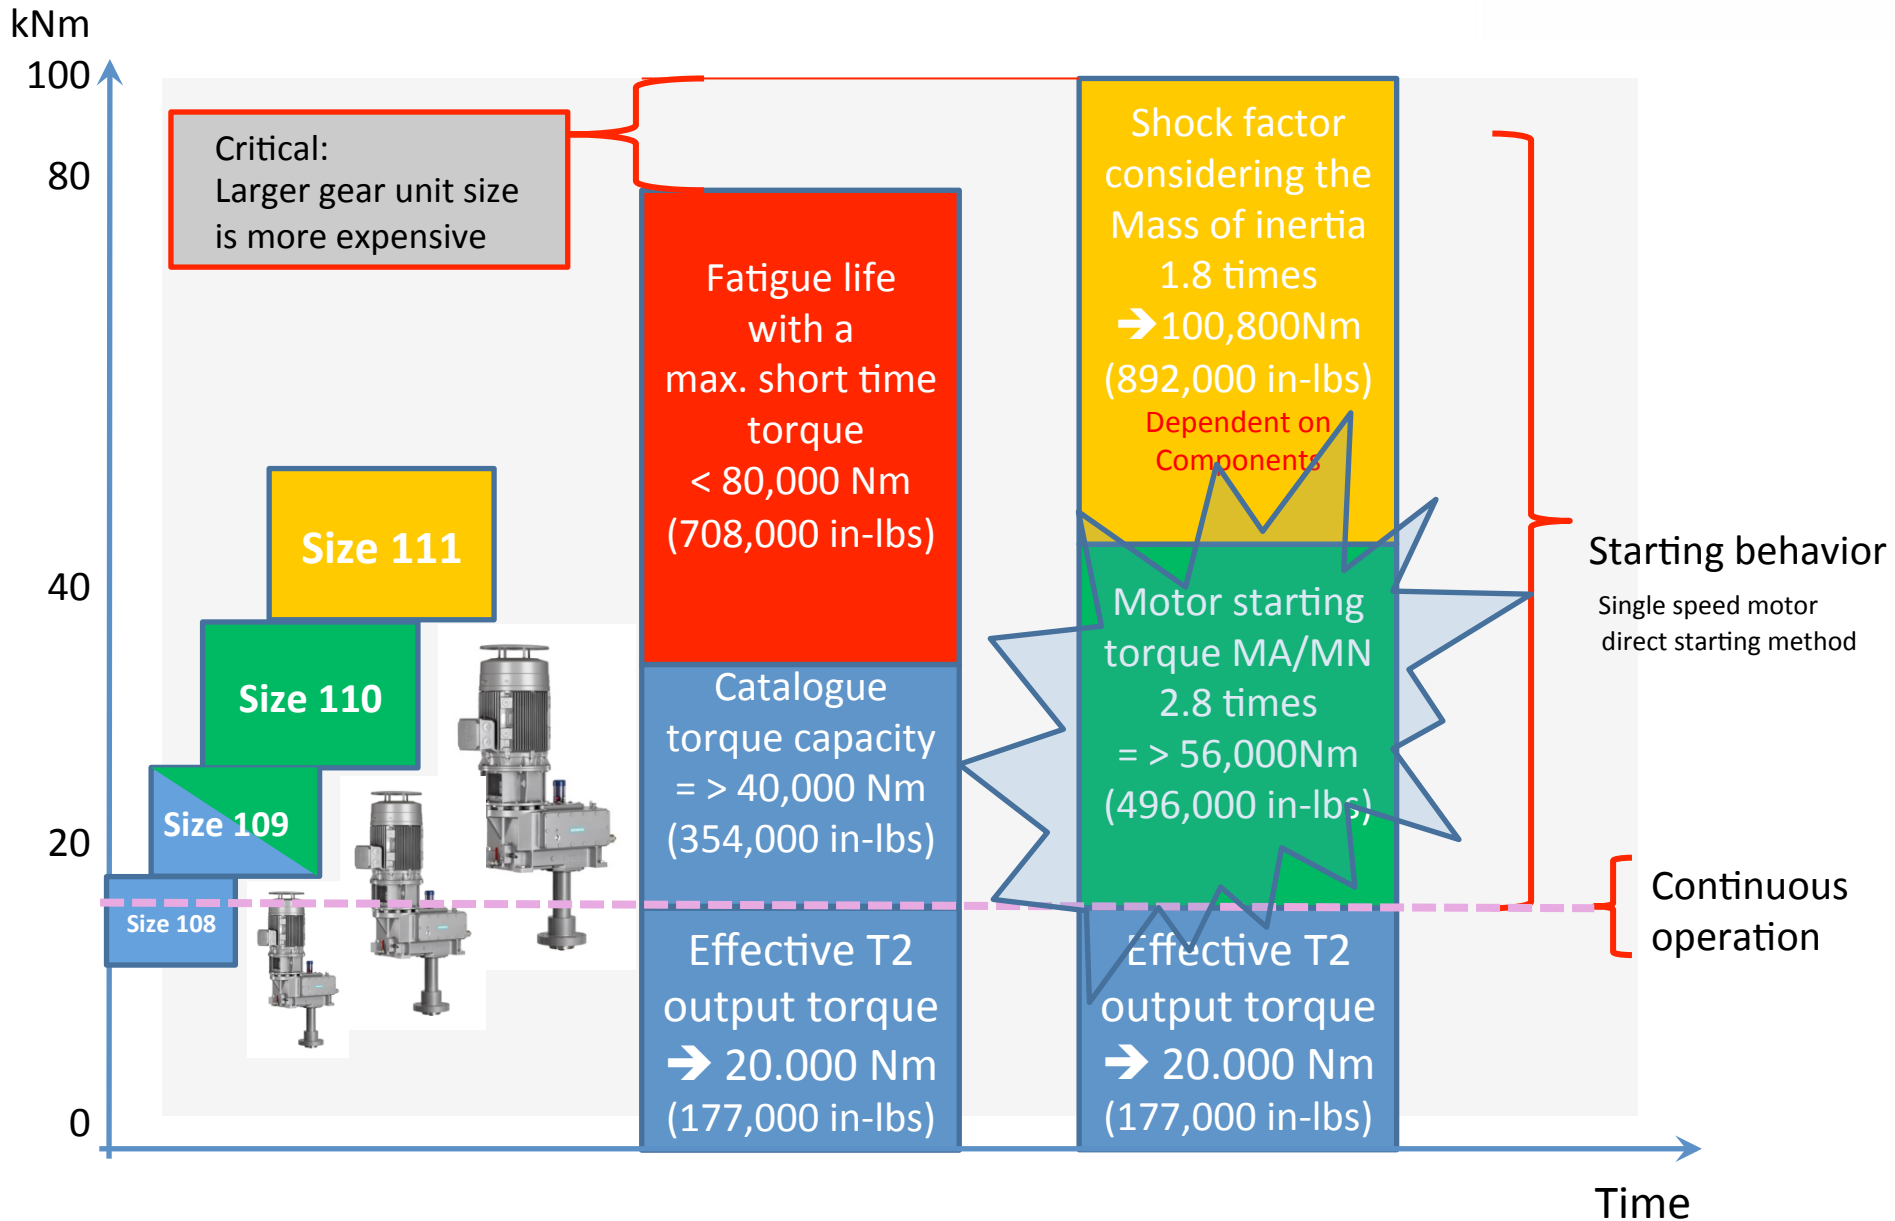 kNm
100
80
40
20
0
Critical:
Larger gear unit size
is more expensive
Size 111
Size 110
Size 109
Size 108
Fatigue life
with a
max. short time
torque
< 80,000 Nm
(708,000 in-lbs)
Catalogue
torque capacity
= > 40,000 Nm
(354,000 in-lbs)
Effective T2
output torque
➔ 20.000 Nm
(177,000 in-lbs)
Shock factor
considering the
Mass of inertia
1.8 times
➔100,800Nm
(892,000 in-lbs)
Dependent on
Components
Motor starting
torque MA/MN
2.8 times
= > 56,000Nm
(496,000 in-lbs)
Effective T2
output torque
➔ 20.000 Nm
(177,000 in-lbs)
Starting behavior
Single speed motor
direct starting method
Continuous
operation
Time